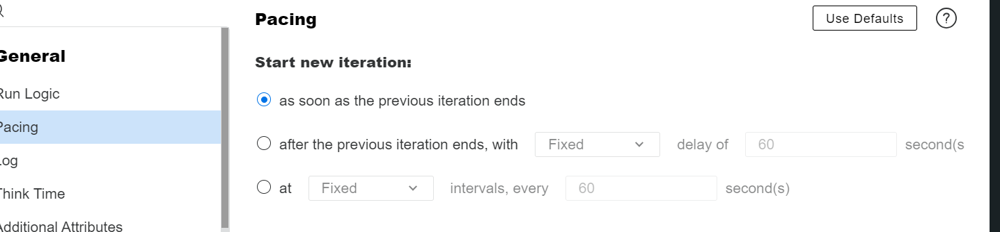 Pacing
Use Defaults
?
General
Start new iteration:
Run Logic
as soon as the previous iteration ends
Pacing
after the previous iteration ends, with Fixed delay of 60 second(s
Log
at Fixed intervals, every 60 second(s)
Think Time
Additional Attributes